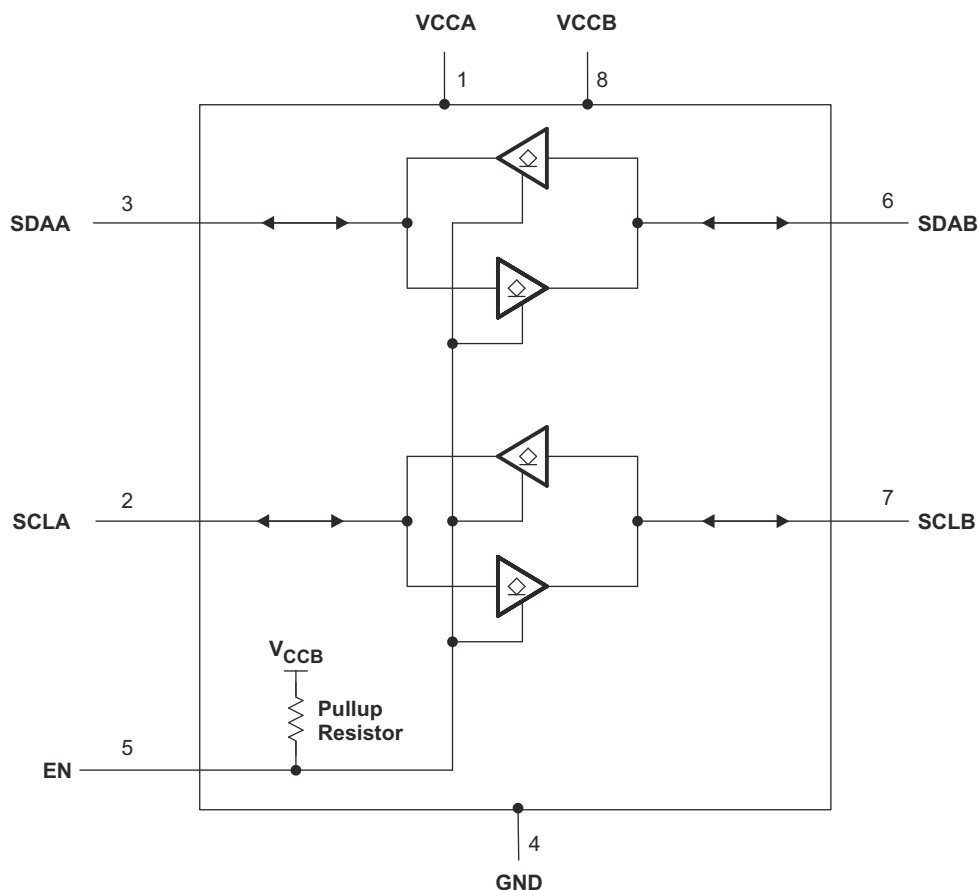 VCCA VCCB
1 8
SDAA 3 6 SDAB
SCLA 2 7 SCLB
VCCB
Pullup
Resistor
EN 5
4
GND